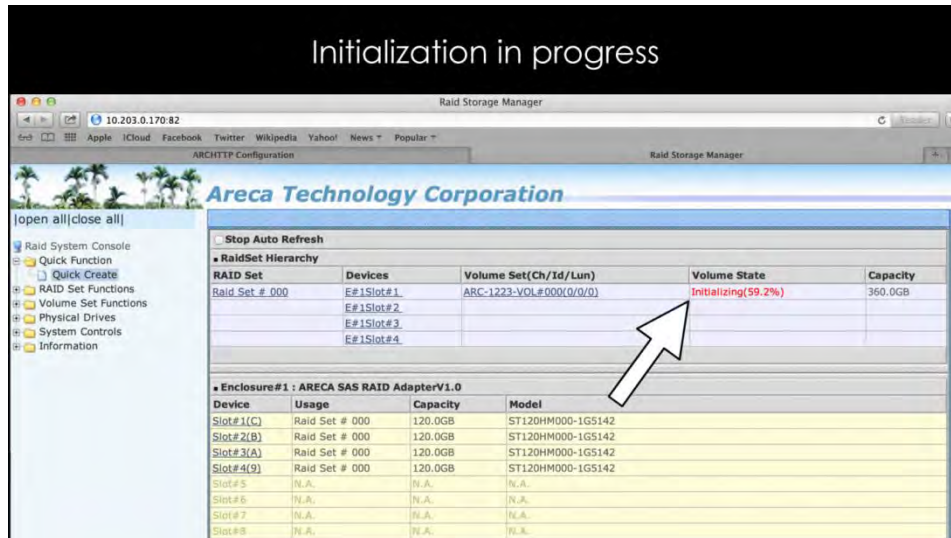 Initialization in progress
Raid Storage Manager
10.203.0.170:82
Reader
Apple iCloud Facebook Twitter Wikipedia Yahoo! News Popular
ARCHTTP Configuration Raid Storage Manager
Areca Technology Corporation
|open all|close all|
Raid System Console
Quick Function
Quick Create
RAID Set Functions
Volume Set Functions
Physical Drives
System Controls
Information
Stop Auto Refresh
RaidSet Hierarchy
RAID Set Devices Volume Set(Ch/Id/Lun) Volume State Capacity
Raid Set # 000 E#1Slot#1 ARC-1223-VOL#000(0/0/0) Initializing(59.2%) 360.0GB
E#1Slot#2
E#1Slot#3
E#1Slot#4
Enclosure#1 : ARECA SAS RAID AdapterV1.0
Device Usage Capacity Model
Slot#1(C) Raid Set # 000 120.0GB ST120HM000-1G5142
Slot#2(B) Raid Set # 000 120.0GB ST120HM000-1G5142
Slot#3(A) Raid Set # 000 120.0GB ST120HM000-1G5142
Slot#4(9) Raid Set # 000 120.0GB ST120HM000-1G5142
Slot#5 N.A. N.A. N.A.
Slot#6 N.A. N.A. N.A.
Slot#7 N.A. N.A. N.A.
Slot#8 N.A. N.A. N.A.